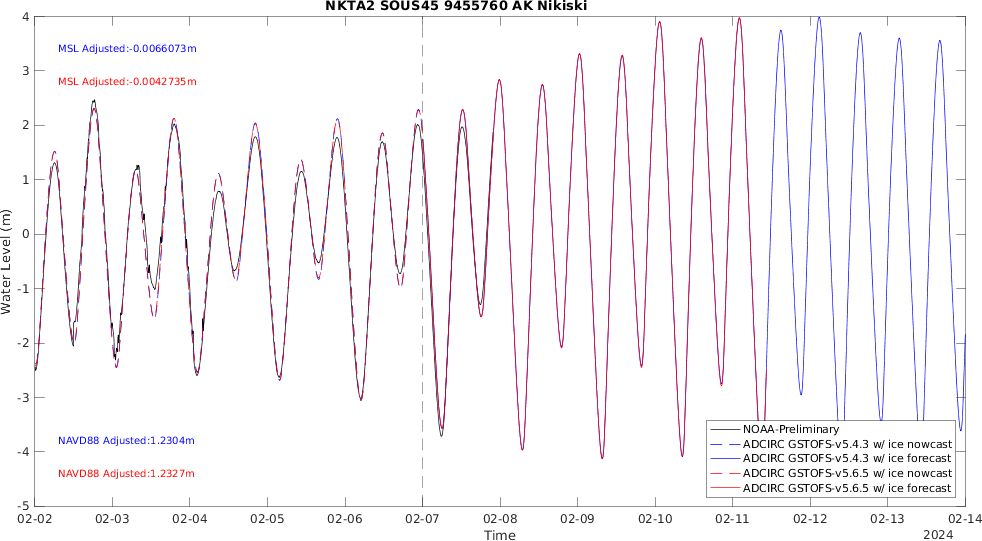 NKTA2 SOUS45 9455760 AK Nikiski
4
3
2
1
0
-1
-2
-3
-4
-5
Water Level (m)
MSL Adjusted:-0.0066073m
MSL Adjusted:-0.0042735m
NAVD88 Adjusted:1.2304m
NAVD88 Adjusted:1.2327m
NOAA-Preliminary
ADCIRC GSTOFS-v5.4.3 w/ ice nowcast
ADCIRC GSTOFS-v5.4.3 w/ ice forecast
ADCIRC GSTOFS-v5.6.5 w/ ice nowcast
ADCIRC GSTOFS-v5.6.5 w/ ice forecast
02-02 02-03 02-04 02-05 02-06 02-07 02-08 02-09 02-10 02-11 02-12 02-13 02-14
Time
2024